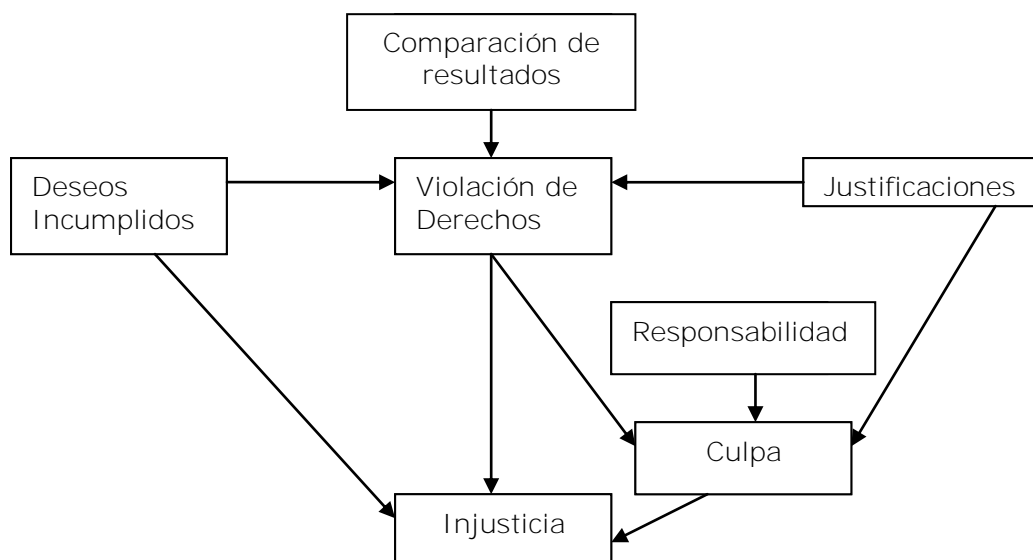 Comparación de
resultados
Deseos
Incumplidos
Violación de
Derechos
Justificaciones
Responsabilidad
Culpa
Injusticia